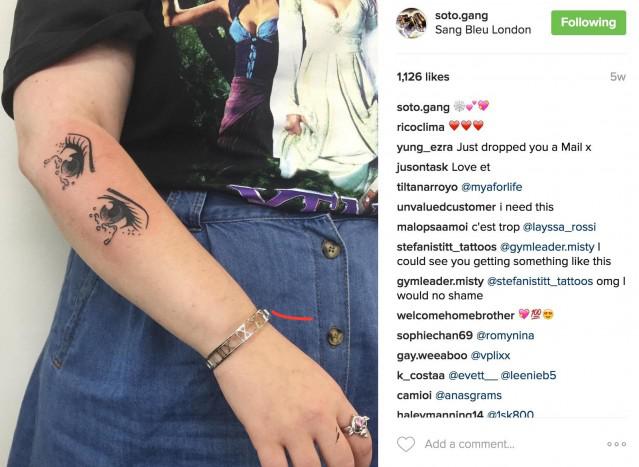 soto.gang
Sang Bleu London
Following
1,126 likes 5w
soto.gang ❄️💕💖
ricoclima ❤️❤️❤️
yung_ezra Just dropped you a Mail x
jusontask Love et
tiltanarroyo @myaforlife
unvaluedcustomer i need this
malopsaamoi c'est trop @layssa_rossi
stefanistitt_tattoos @gymleader.misty I
could see you getting something like this
gymleader.misty @stefanistitt_tattoos omg I
would no shame
welcomehomebrother 💖💯😍
sophiechan69 @romynina
gay.weeaboo @vplixx
k_costaa @evett__ @leenieb5
camioi @anasgrams
haleymanning14 @1sk800
Add a comment...